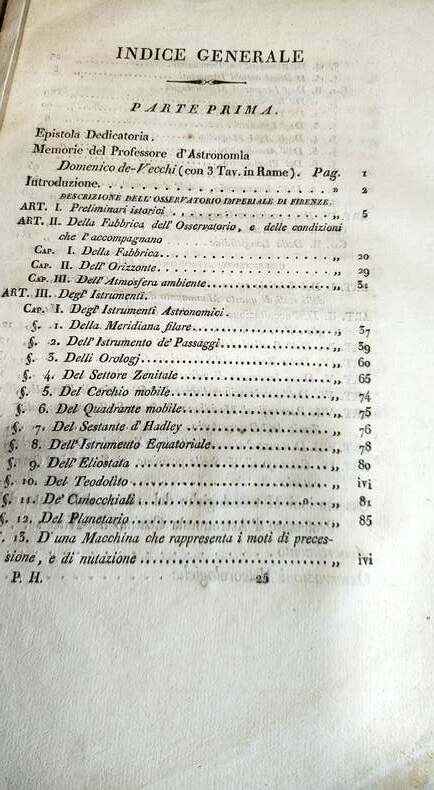 INDICE GENERALE
PARTE PRIMA.
Epistola Dedicatoria.
Memorie del Professore d'Astronomia
Domenico de-Vecchi (con 3 Tav. in Rame). Pag. 1
Introduzione. . . . . . . . . . . . . . . . . . . . . . „ 2
DESCRIZIONE DELL'OSSERVATORIO IMPERIALE DI FIRENZE.
ART. I. Preliminari istorici . . . . . . . . . . . . . . . „ 5
ART. II. Della Fabbrica dell'Osservatorio, e delle condizioni
che l'accompagnano
CAP. I. Della Fabbrica. . . . . . . . . . . . . . . . . „ 20
CAP. II. Dell'Orizzonte . . . . . . . . . . . . . . . . „ 29
CAP. III. Dell'Atmosfera ambiente. . . . . . . . . . . „ 31
ART. III. Degl'Istrumenti.
CAP. I. Degl'Istrumenti Astronomici.
§. 1. Della Meridiana filare. . . . . . . . . . . . . . „ 37
§. 2. Dell'Istrumento de' Passaggi. . . . . . . . . . . „ 39
§. 3. Delli Orologj. . . . . . . . . . . . . . . . . . „ 60
§. 4. Del Settore Zenitale . . . . . . . . . . . . . . „ 65
§. 5. Del Cerchio mobile. . . . . . . . . . . . . . . „ 74
§. 6. Del Quadrante mobile. . . . . . . . . . . . . . „ 75
§. 7. Del Sestante d'Hadley . . . . . . . . . . . . . „ 76
§. 8. Dell'Istrumeuto Equatoriale. . . . . . . . . . . „ 78
§. 9. Dell'Eliostata . . . . . . . . . . . . . . . . . „ 80
§. 10. Del Teodolito . . . . . . . . . . . . . . . . . „ ivi
§. 11. De' Canocchiali . . . . . . . . . . . . . . . . „ 81
§. 12. Del Planetario . . . . . . . . . . . . . . . . . „ 85
. 13. D'una Macchina che rappresenta i moti di preces-
sione, e di nutazione . . . . . . . . . . . . . . . . „ ivi
P. II. 25